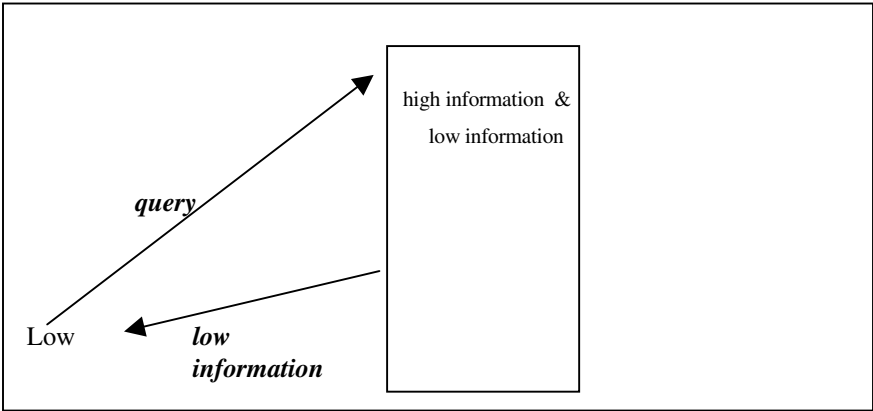 high information &
low information
query
Low
low
information